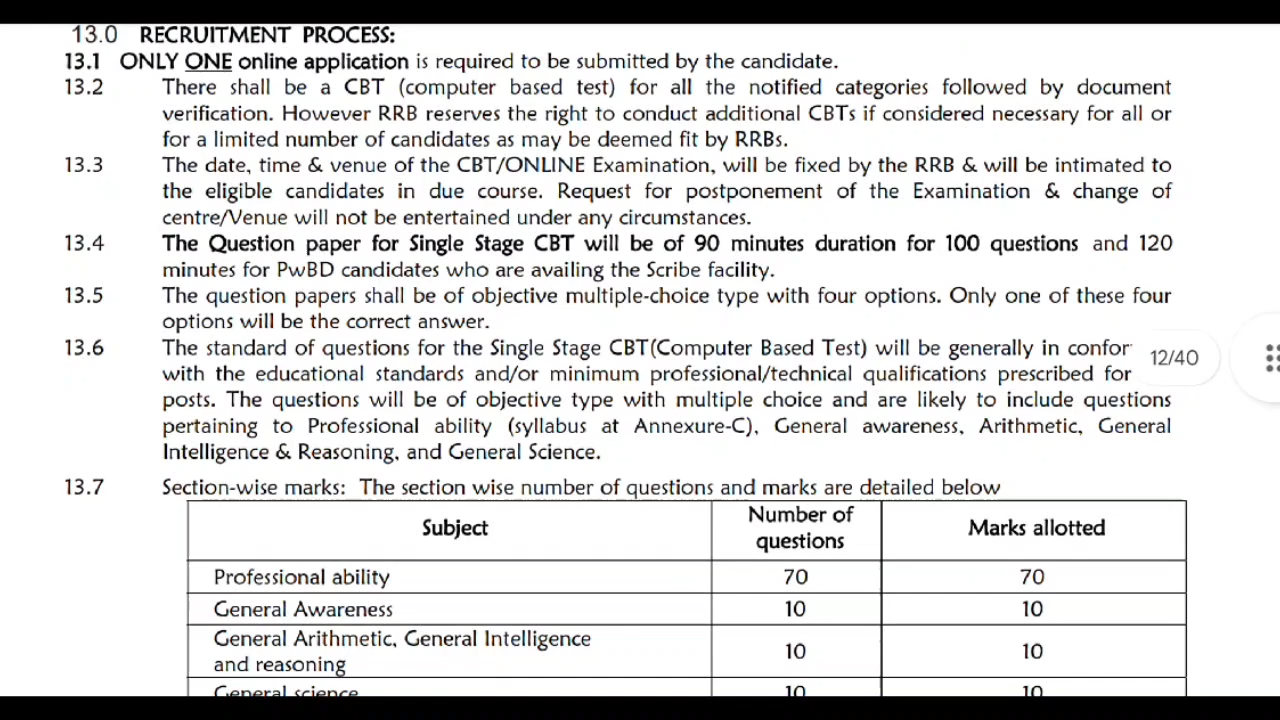 13.0 RECRUITMENT PROCESS:
13.1 ONLY ONE online application is required to be submitted by the candidate.
13.2 There shall be a CBT (computer based test) for all the notified categories followed by document
verification. However RRB reserves the right to conduct additional CBTs if considered necessary for all or
for a limited number of candidates as may be deemed fit by RRBs.
13.3 The date, time & venue of the CBT/ONLINE Examination, will be fixed by the RRB & will be intimated to
the eligible candidates in due course. Request for postponement of the Examination & change of
centre/Venue will not be entertained under any circumstances.
13.4 The Question paper for Single Stage CBT will be of 90 minutes duration for 100 questions and 120
minutes for PwBD candidates who are availing the Scribe facility.
13.5 The question papers shall be of objective multiple-choice type with four options. Only one of these four
options will be the correct answer.
13.6 The standard of questions for the Single Stage CBT(Computer Based Test) will be generally in confor
12/40
with the educational standards and/or minimum professional/technical qualifications prescribed for
posts. The questions will be of objective type with multiple choice and are likely to include questions
pertaining to Professional ability (syllabus at Annexure-C), General awareness, Arithmetic, General
Intelligence & Reasoning, and General Science.
13.7 Section-wise marks: The section wise number of questions and marks are detailed below
Subject Number of questions Marks allotted
Professional ability 70 70
General Awareness 10 10
General Arithmetic, General Intelligence
and reasoning 10 10
General science 10 10